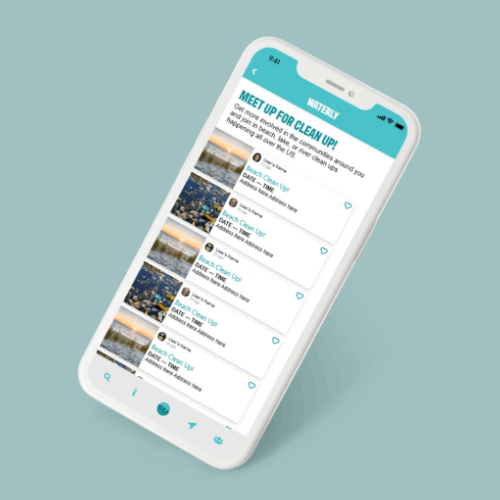 9:41
WATERLY
MEET UP FOR CLEAN UP!
Get more involved in the communities around you
and join in beach, lake, or river clean ups
happening all over the US.
User's Name
Beach Clean Up!
DATE — TIME
Address here Address here
User's Name
Beach Clean Up!
DATE — TIME
Address here Address here
User's Name
Beach Clean Up!
DATE — TIME
Address here Address here
User's Name
Beach Clean Up!
DATE — TIME
Address here Address here
User's Name
Beach Clean Up!
DATE — TIME
Address here Address here